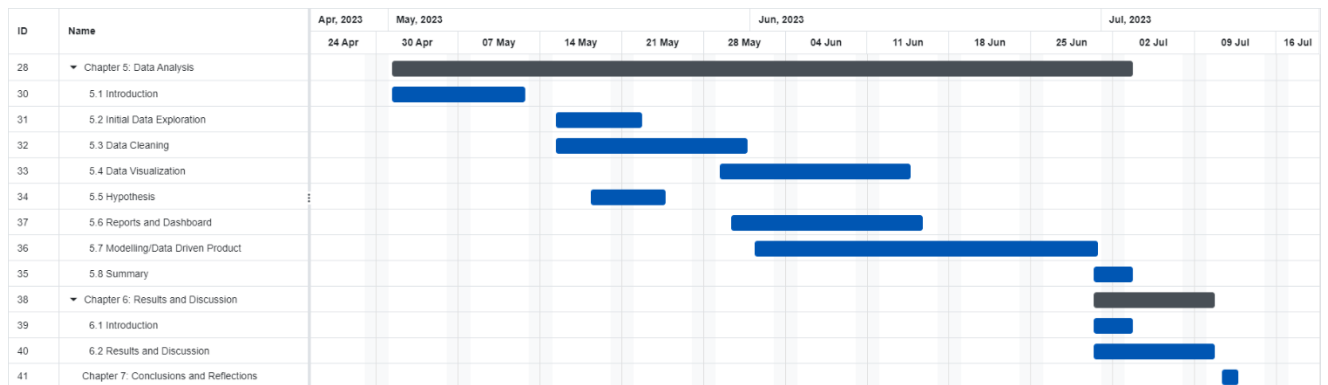 ID Name Apr, 2023 May, 2023 Jun, 2023 Jul, 2023
24 Apr 30 Apr 07 May 14 May 21 May 28 May 04 Jun 11 Jun 18 Jun 25 Jun 02 Jul 09 Jul 16 Jul
28 Chapter 5: Data Analysis
30 5.1 Introduction
31 5.2 Initial Data Exploration
32 5.3 Data Cleaning
33 5.4 Data Visualization
34 5.5 Hypothesis
37 5.6 Reports and Dashboard
36 5.7 Modelling/Data Driven Product
35 5.8 Summary
38 Chapter 6: Results and Discussion
39 6.1 Introduction
40 6.2 Results and Discussion
41 Chapter 7: Conclusions and Reflections